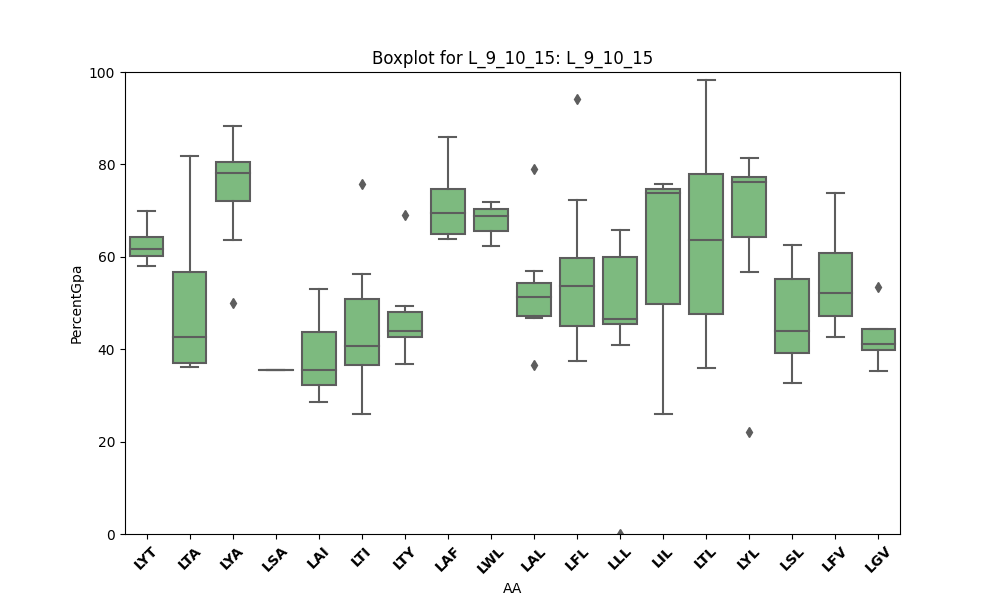 Boxplot for L_9_10_15: L_9_10_15
PercentGpa
100
80
60
40
20
0
LYT LTA LYA LSA LAI LTI LTY LAF LWL LAL LFL LLL LIL LTL LYL LSL LFV LGV
AA